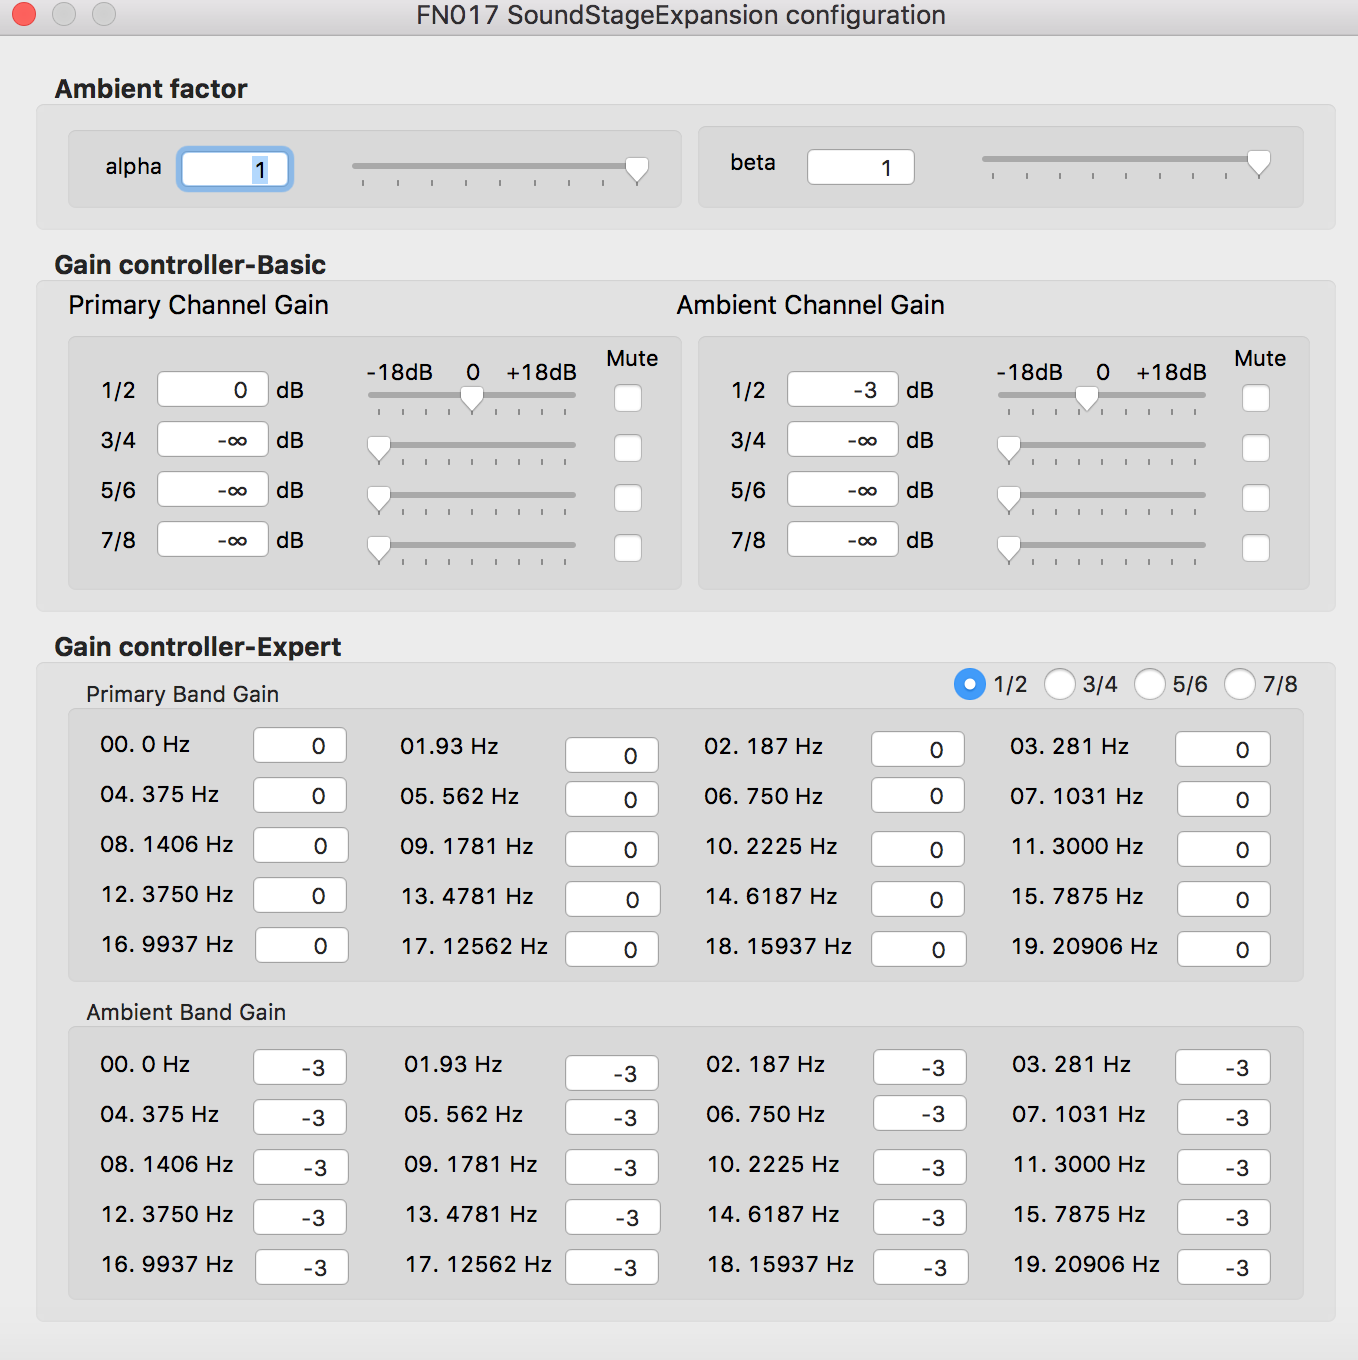 FN017 SoundStageExpansion configuration
Ambient factor
alpha 1 beta 1
Gain controller-Basic
Primary Channel Gain Ambient Channel Gain
-18dB 0 +18dB Mute -18dB 0 +18dB Mute
1/2 0 dB 1/2 -3 dB
3/4 -∞ dB 3/4 -∞ dB
5/6 -∞ dB 5/6 -∞ dB
7/8 -∞ dB 7/8 -∞ dB
Gain controller-Expert
1/2 3/4 5/6 7/8
Primary Band Gain
00. 0 Hz 0 01.93 Hz 0 02. 187 Hz 0 03. 281 Hz 0
04. 375 Hz 0 05. 562 Hz 0 06. 750 Hz 0 07. 1031 Hz 0
08. 1406 Hz 0 09. 1781 Hz 0 10. 2225 Hz 0 11. 3000 Hz 0
12. 3750 Hz 0 13. 4781 Hz 0 14. 6187 Hz 0 15. 7875 Hz 0
16. 9937 Hz 0 17. 12562 Hz 0 18. 15937 Hz 0 19. 20906 Hz 0
Ambient Band Gain
00. 0 Hz -3 01.93 Hz -3 02. 187 Hz -3 03. 281 Hz -3
04. 375 Hz -3 05. 562 Hz -3 06. 750 Hz -3 07. 1031 Hz -3
08. 1406 Hz -3 09. 1781 Hz -3 10. 2225 Hz -3 11. 3000 Hz -3
12. 3750 Hz -3 13. 4781 Hz -3 14. 6187 Hz -3 15. 7875 Hz -3
16. 9937 Hz -3 17. 12562 Hz -3 18. 15937 Hz -3 19. 20906 Hz -3